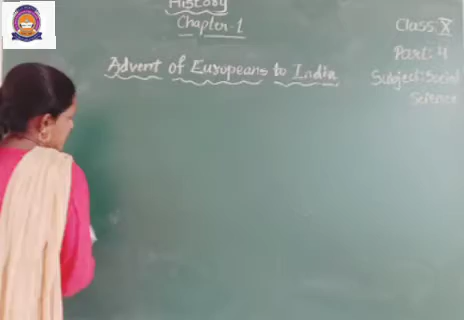 History
Chapter-1
Advent of Europeans to India
Class X
Part: 4
Subject: Social
Science